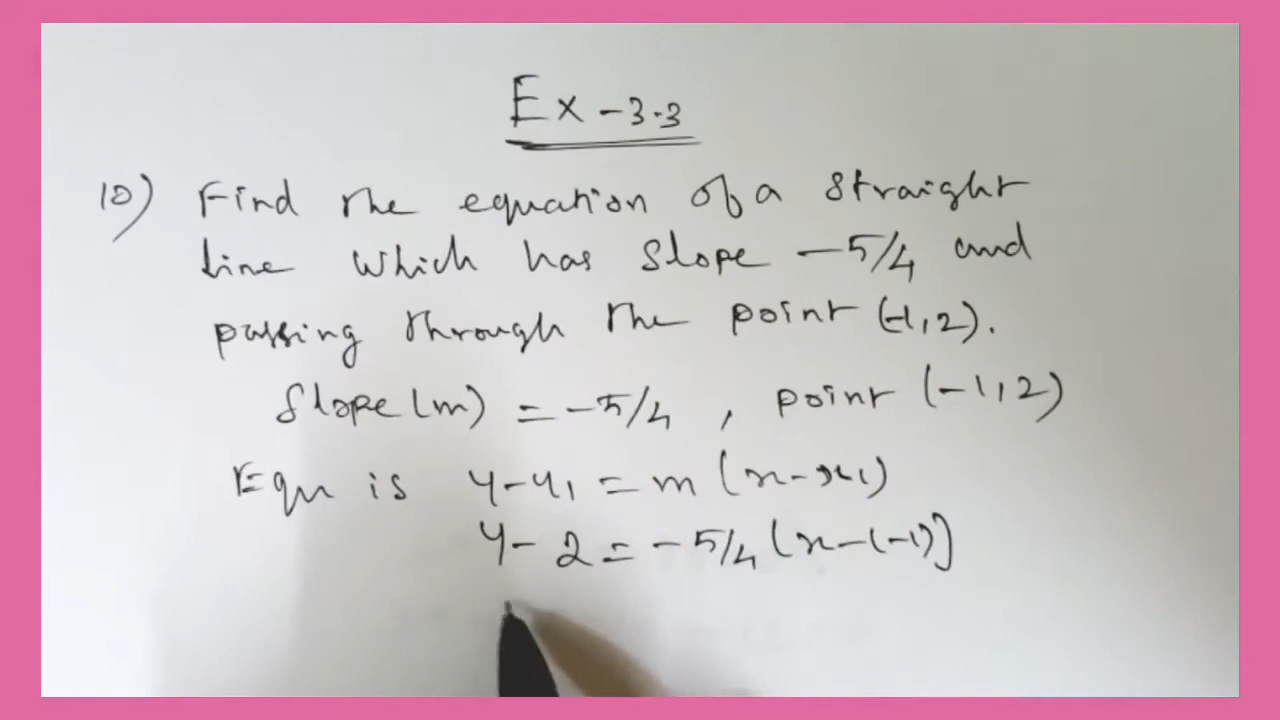 Ex - 3.3
10) Find the equation of a straight
line which has slope -5/4 and
passing through the point (-1,2).
Slope(m) = -5/4, point (-1,2)
Equ is y-y₁ = m(x-x₁)
y-2 = -5/4(x-(-1))